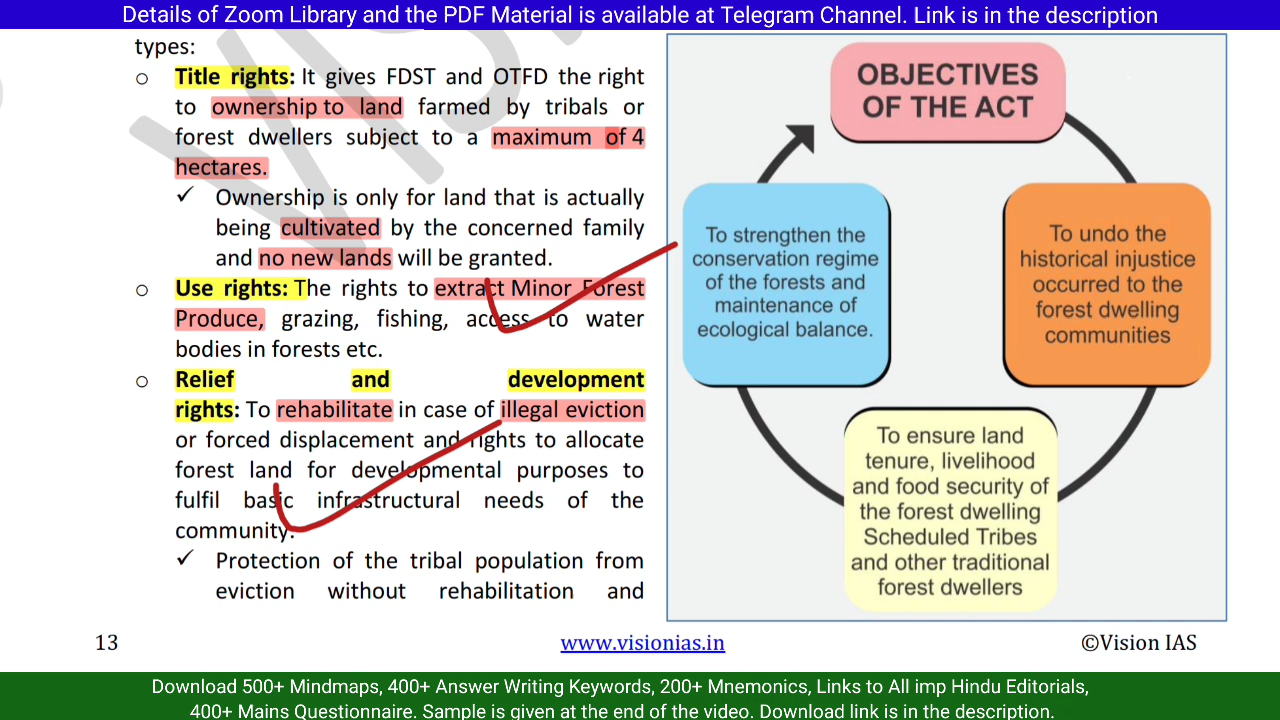 Details of Zoom Library and the PDF Material is available at Telegram Channel. Link is in the description
types:
o Title rights: It gives FDST and OTFD the right
to ownership to land farmed by tribals or
forest dwellers subject to a maximum of 4
hectares.
✓ Ownership is only for land that is actually
being cultivated by the concerned family
and no new lands will be granted.
o Use rights: The rights to extract Minor Forest
Produce, grazing, fishing, access to water
bodies in forests etc.
o Relief and development
rights: To rehabilitate in case of illegal eviction
or forced displacement and rights to allocate
forest land for developmental purposes to
fulfil basic infrastructural needs of the
community.
✓ Protection of the tribal population from
eviction without rehabilitation and
OBJECTIVES
OF THE ACT
To strengthen the
conservation regime
of the forests and
maintenance of
ecological balance.
To undo the
historical injustice
occurred to the
forest dwelling
communities
To ensure land
tenure, livelihood
and food security of
the forest dwelling
Scheduled Tribes
and other traditional
forest dwellers
13
www.visionias.in
©Vision IAS
Download 500+ Mindmaps, 400+ Answer Writing Keywords, 200+ Mnemonics, Links to All imp Hindu Editorials,
400+ Mains Questionnaire. Sample is given at the end of the video. Download link is in the description.